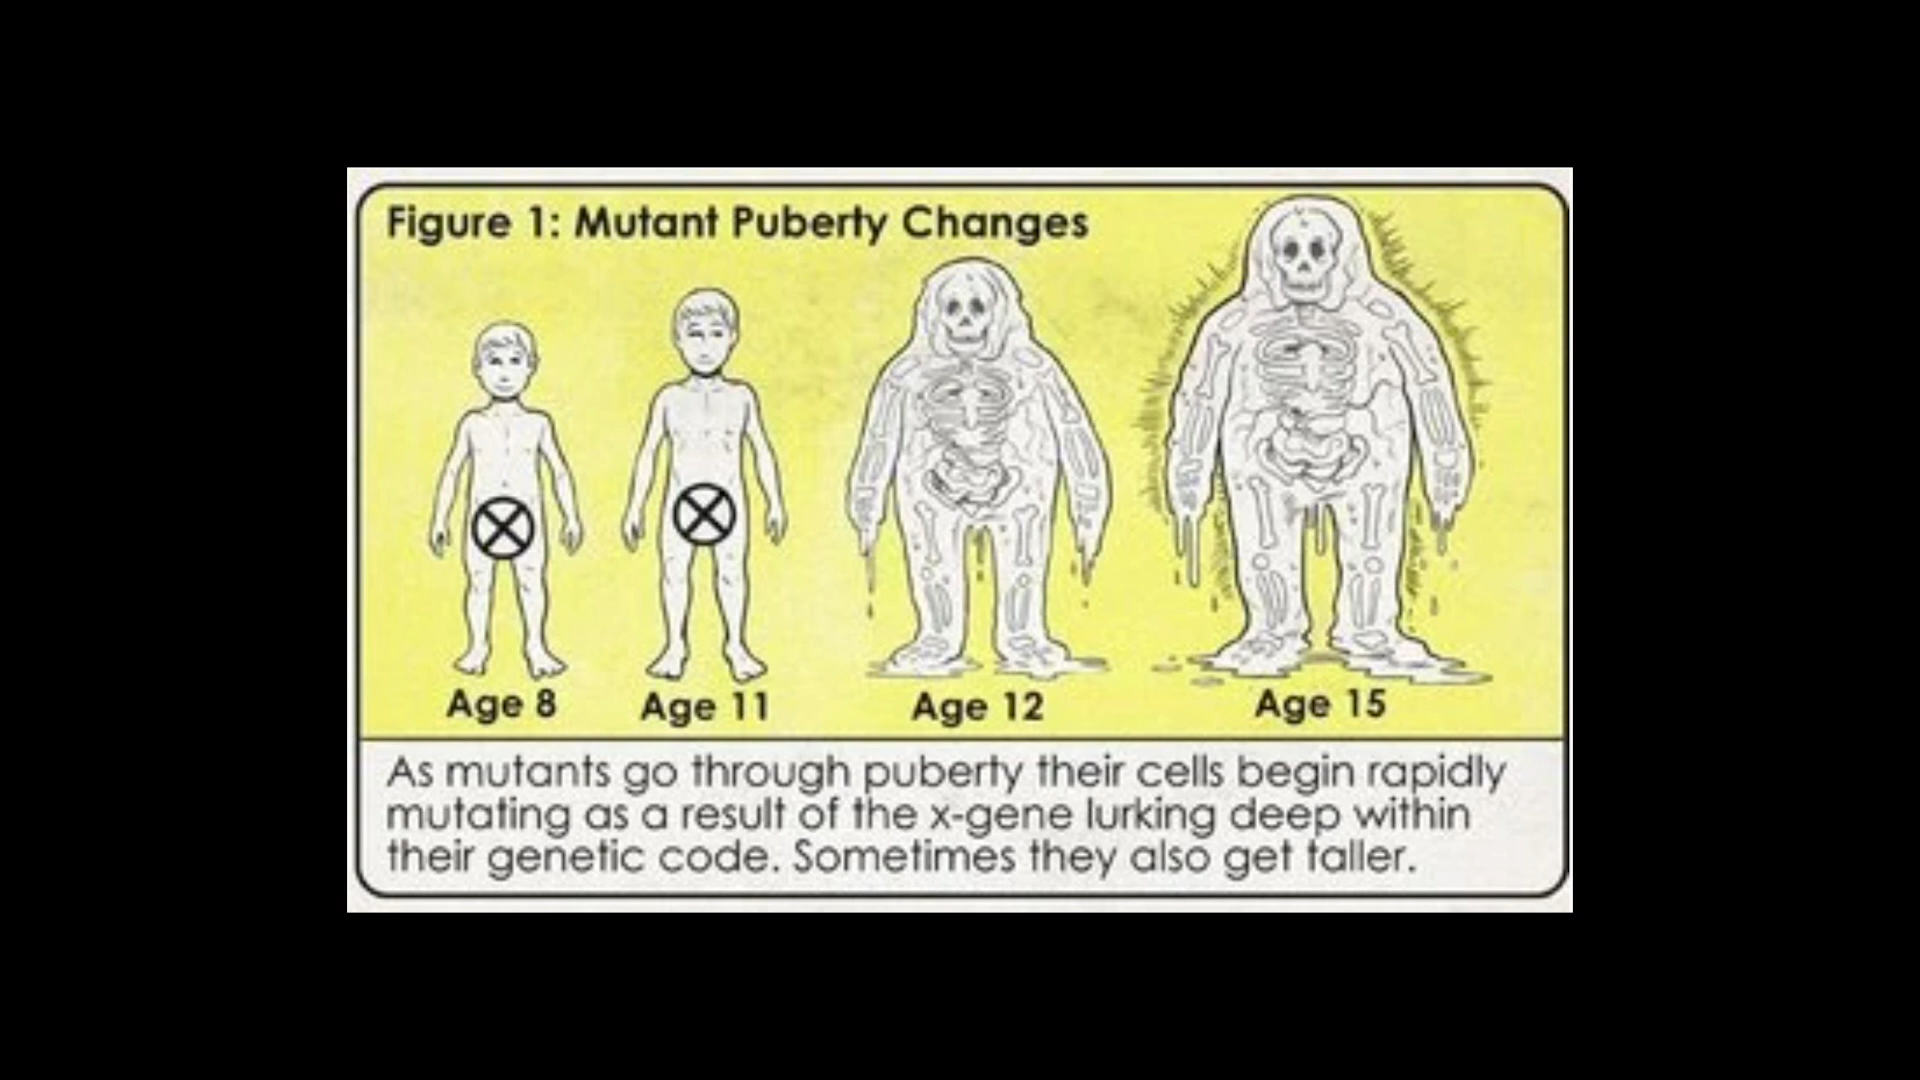 Figure 1: Mutant Puberty Changes
Age 8
Age 11
Age 12
Age 15
As mutants go through puberty their cells begin rapidly
mutating as a result of the x-gene lurking deep within
their genetic code. Sometimes they also get taller.